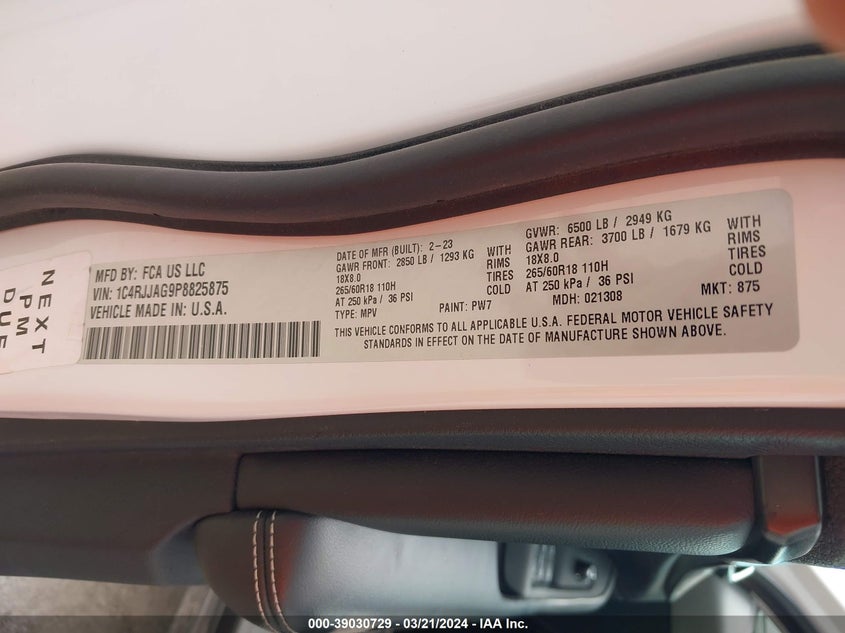 MFD BY: FCA US LLC
VIN: 1C4RJJAG9P8825875
VEHICLE MADE IN: U.S.A.
DATE OF MFR (BUILT): 2-23
GAWR FRONT: 2850 LB / 1293 KG WITH
18X8.0 RIMS
265/60R18 110H TIRES
AT 250 kPa / 36 PSI COLD
TYPE: MPV PAINT: PW7
GVWR: 6500 LB / 2949 KG
GAWR REAR: 3700 LB / 1679 KG WITH
18X8.0 RIMS
265/60R18 110H TIRES
AT 250 kPa / 36 PSI COLD
MDH: 021308 MKT: 875
THIS VEHICLE CONFORMS TO ALL APPLICABLE U.S.A. FEDERAL MOTOR VEHICLE SAFETY
STANDARDS IN EFFECT ON THE DATE OF MANUFACTURE SHOWN ABOVE.
NEXT
PM
DUE
000-39030729 - 03/21/2024 - IAA Inc.